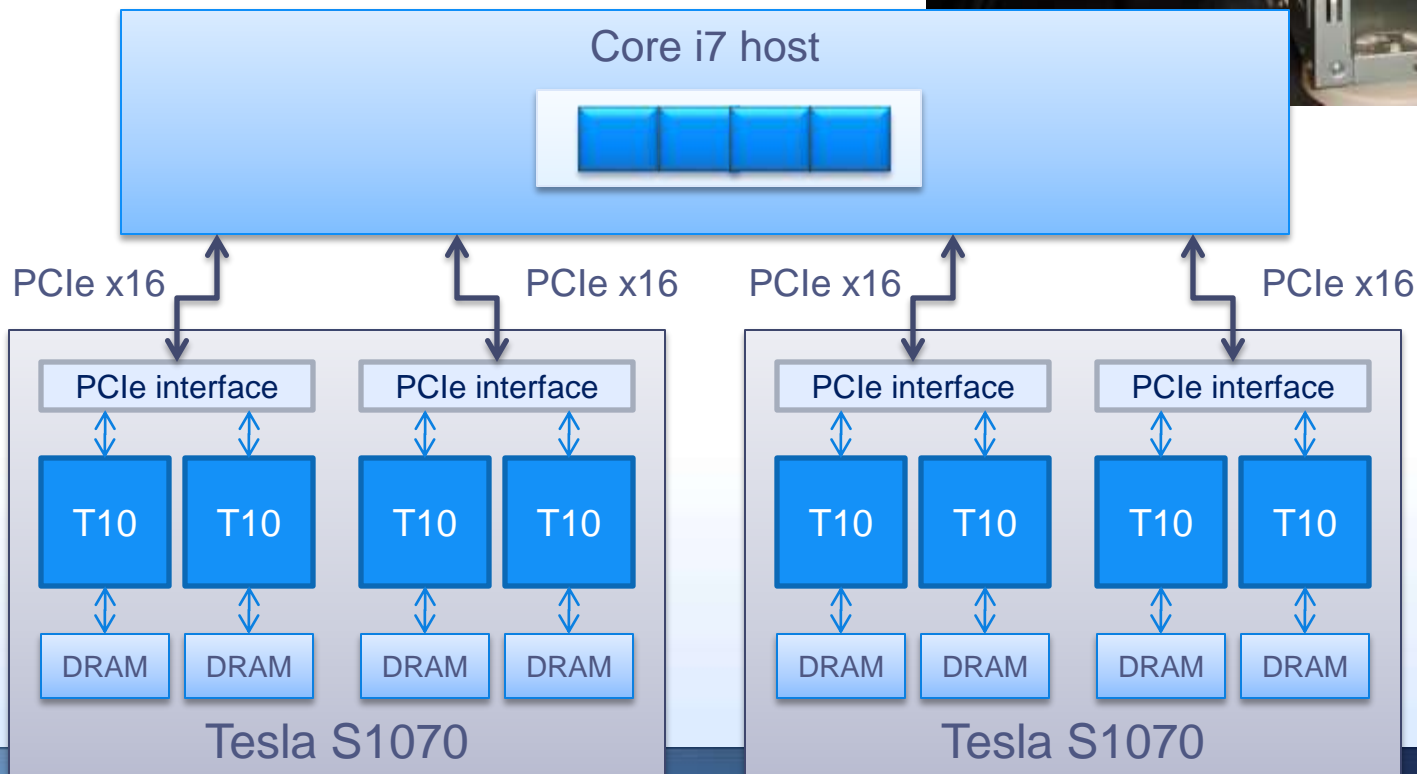 Core i7 host
PCIe x16 PCIe x16 PCIe x16 PCIe x16
PCIe interface PCIe interface PCIe interface PCIe interface
T10 T10 T10 T10 T10 T10 T10 T10
DRAM DRAM DRAM DRAM DRAM DRAM DRAM DRAM
Tesla S1070 Tesla S1070